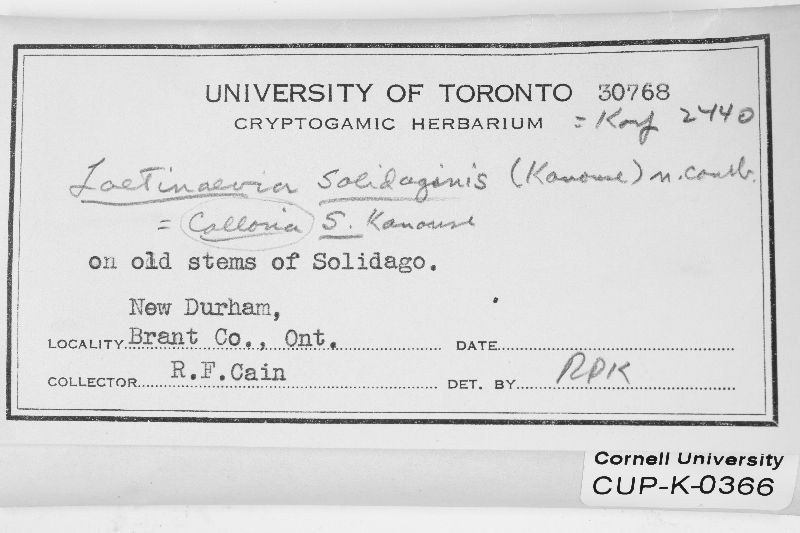 UNIVERSITY OF TORONTO 30768
CRYPTOGAMIC HERBARIUM = Korf 2440
Laetinaevia solidaginis (Kanouse) n. comb.
= Calloria S. Kanouse
on old stems of Solidago.
New Durham,
LOCALITY Brant Co., Ont. DATE
COLLECTOR R.F.Cain DET. BY RPK
Cornell University
CUP-K-0366